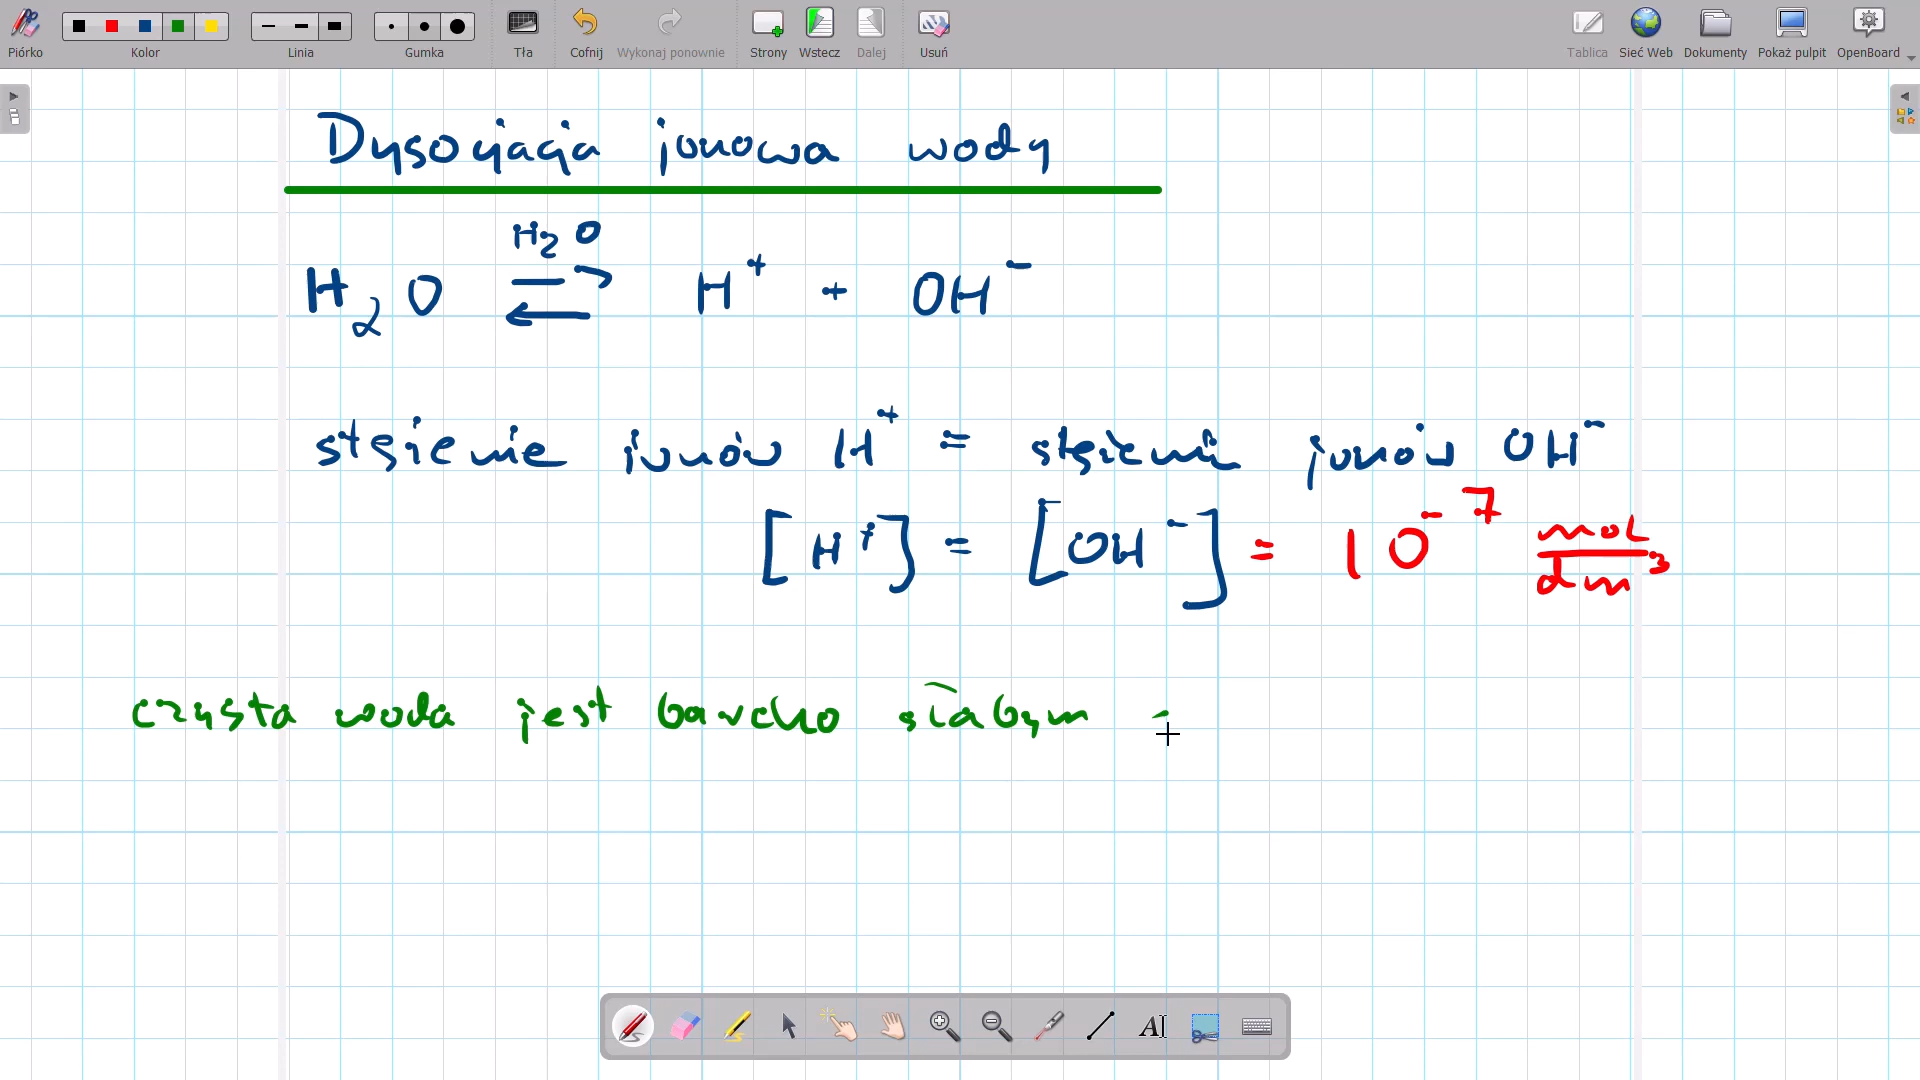 Piórko Kolor Linia Gumka Tła Cofnij Wykonaj ponownie Strony Wstecz Dalej Usuń Tablica Sieć Web Dokumenty Pokaż pulpit OpenBoard
Dysocjacja jonowa wody
H₂O
H₂O ⇌ H⁺ + OH⁻
stężenie jonów H⁺ = stężenie jonów OH⁻
[H⁺] = [OH⁻] = 10⁻⁷ mol/dm³
czysta woda jest bardzo słabym